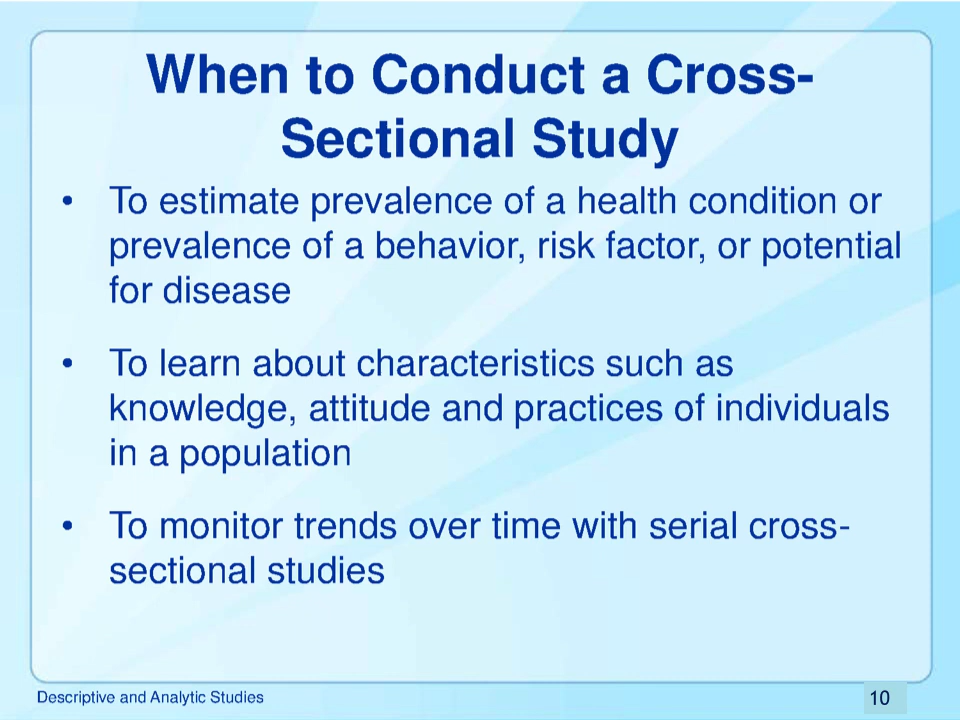 When to Conduct a Cross-
Sectional Study
• To estimate prevalence of a health condition or
prevalence of a behavior, risk factor, or potential
for disease
• To learn about characteristics such as
knowledge, attitude and practices of individuals
in a population
• To monitor trends over time with serial cross-
sectional studies
Descriptive and Analytic Studies
10